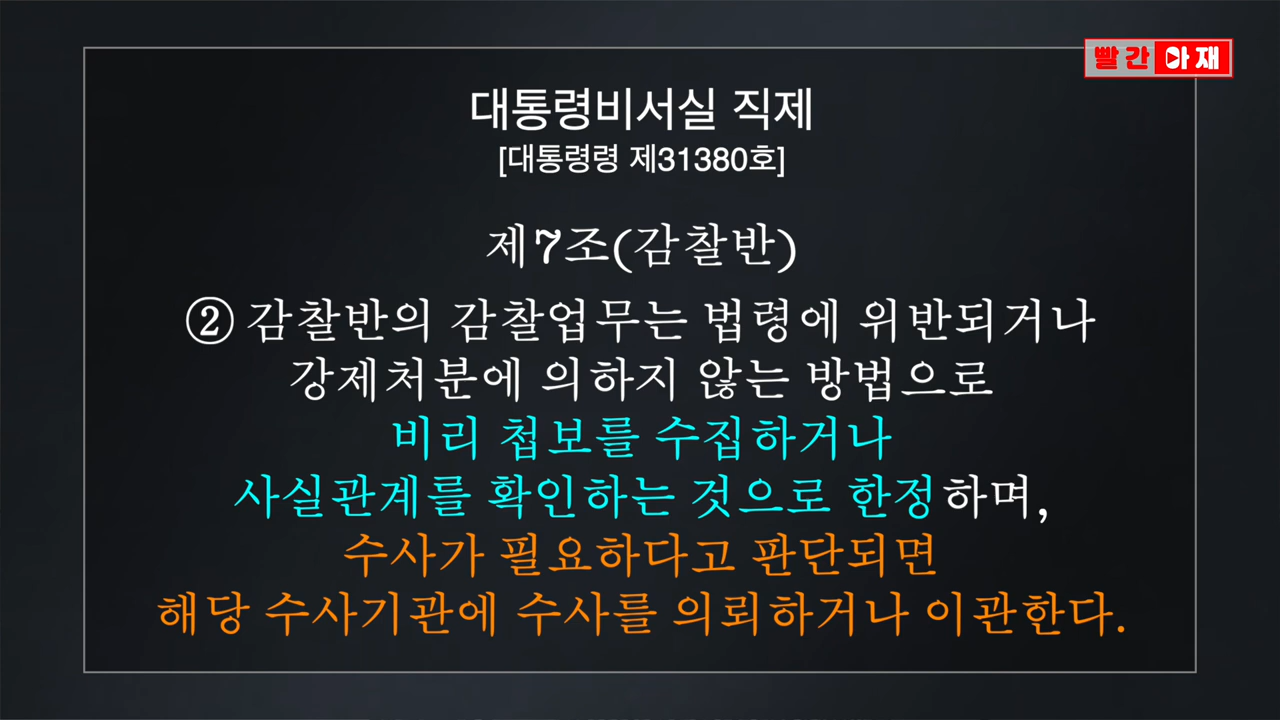 빨간아재
대통령비서실 직제
[대통령령 제31380호]
제7조(감찰반)
② 감찰반의 감찰업무는 법령에 위반되거나
강제처분에 의하지 않는 방법으로
비리 첩보를 수집하거나
사실관계를 확인하는 것으로 한정하며,
수사가 필요하다고 판단되면
해당 수사기관에 수사를 의뢰하거나 이관한다.